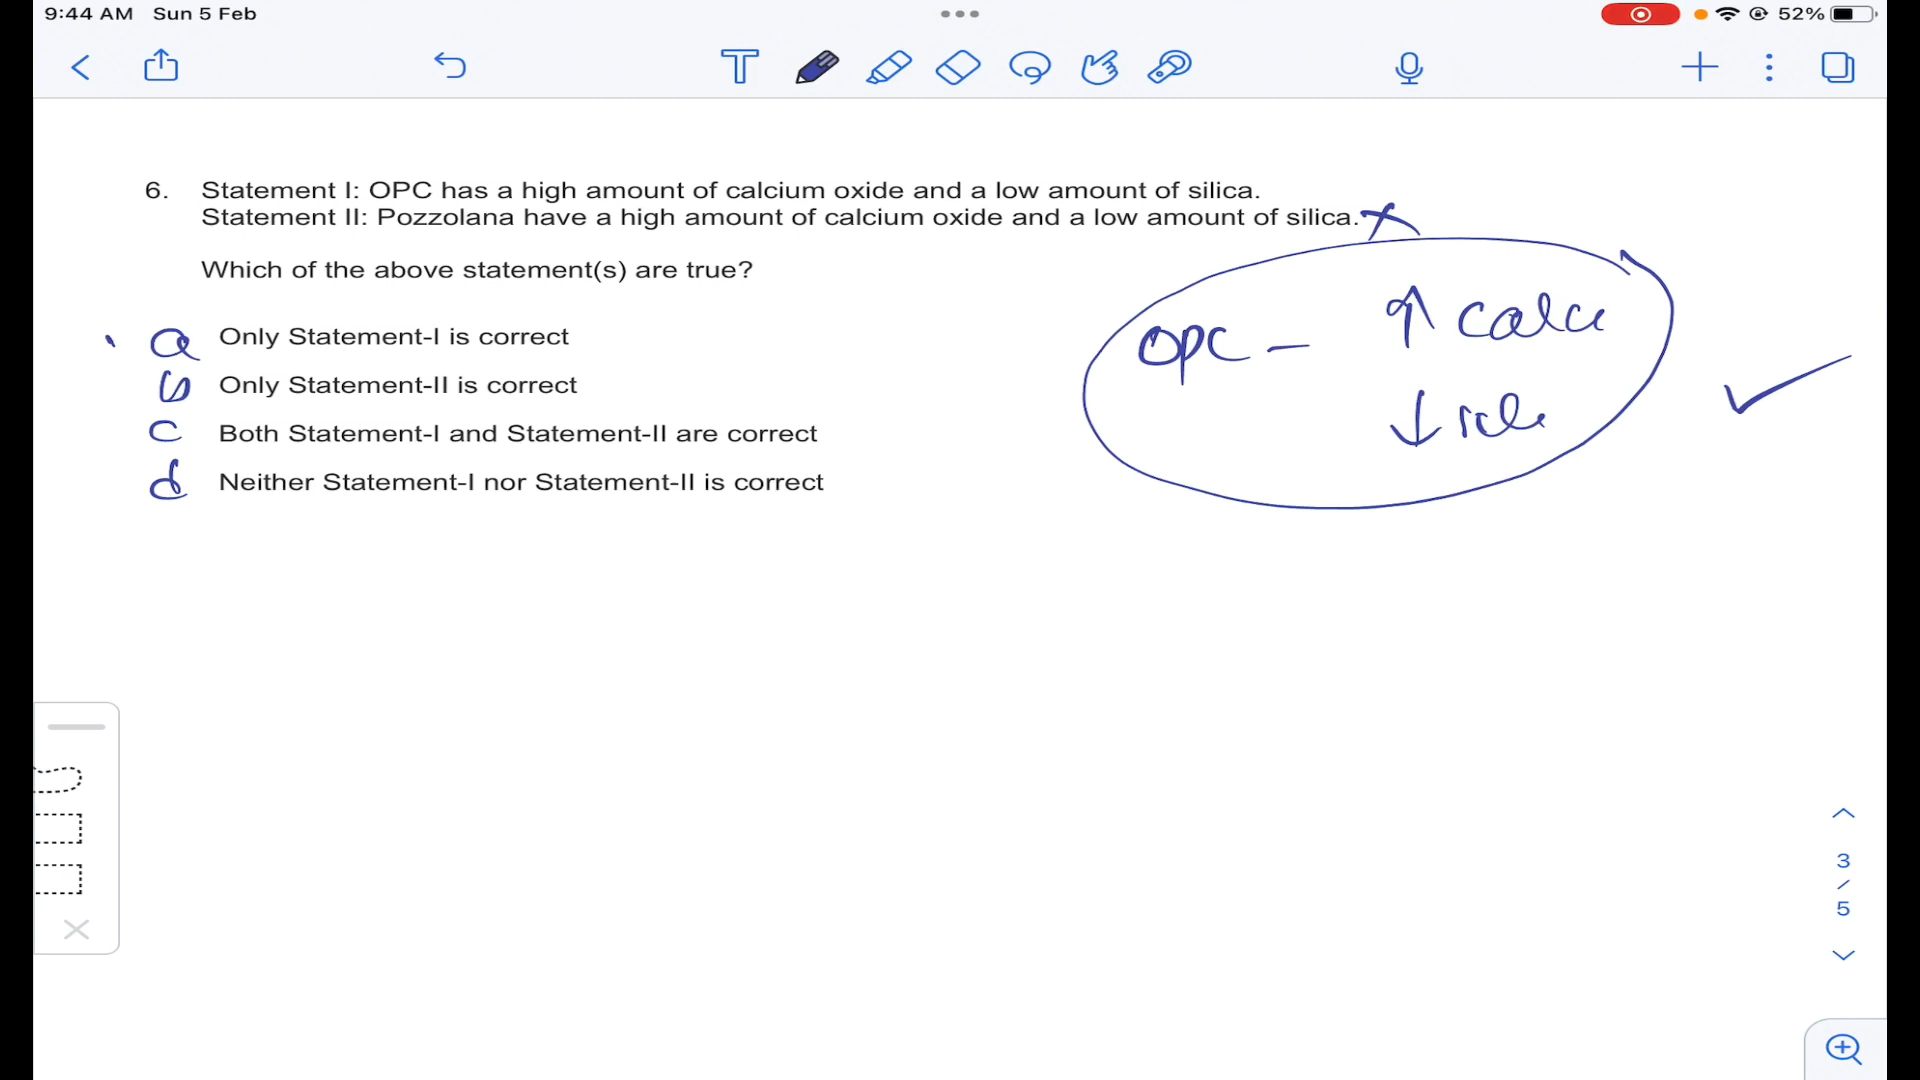 9:44 AM Sun 5 Feb
52%
6. Statement I: OPC has a high amount of calcium oxide and a low amount of silica.
Statement II: Pozzolana have a high amount of calcium oxide and a low amount of silica.
Which of the above statement(s) are true?
a Only Statement-I is correct
b Only Statement-II is correct
c Both Statement-I and Statement-II are correct
d Neither Statement-I nor Statement-II is correct
OPC - ↑
↓
3
/
5